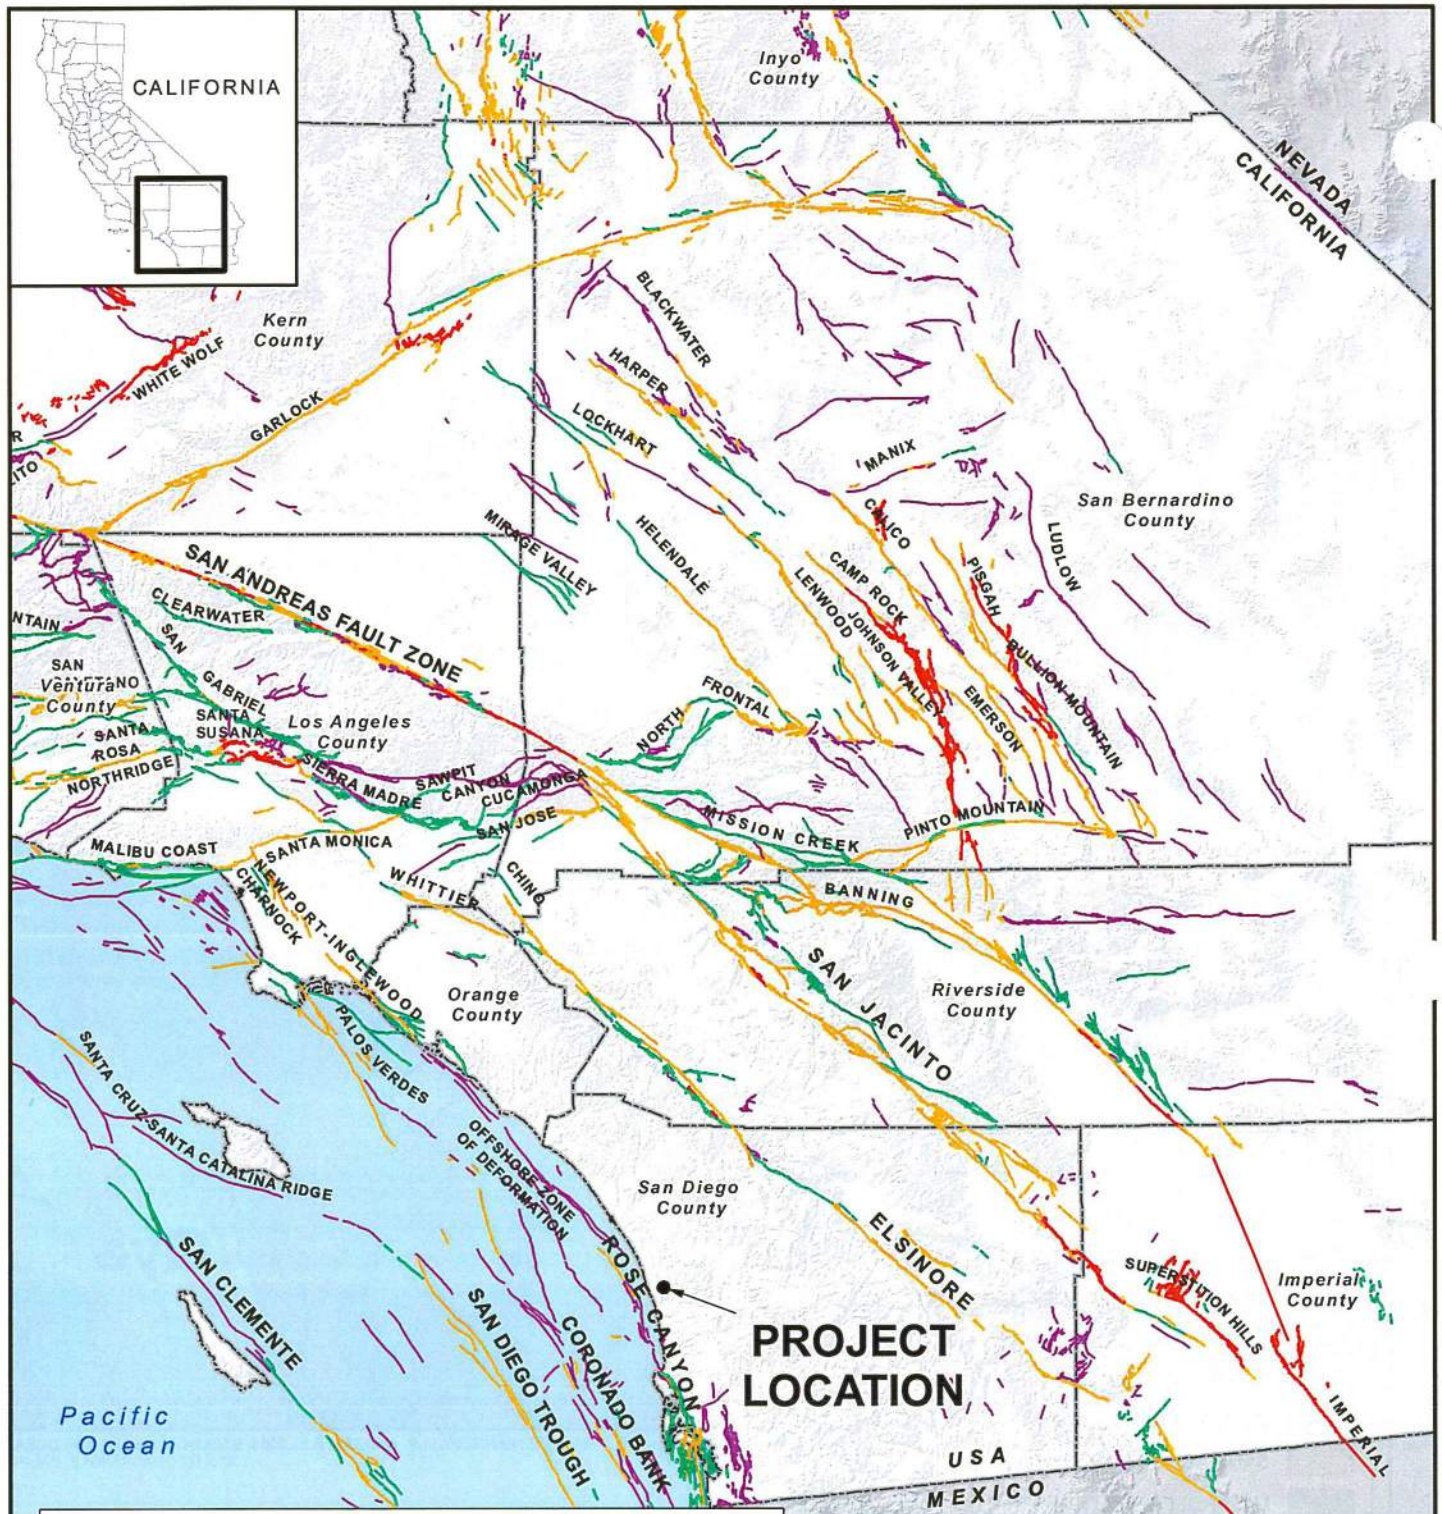 CALIFORNIA
Inyo
County
NEVADA
CALIFORNIA
Kern
County
WHITE WOLF
GARLOCK
R
ITO
BLACKWATER
HARPER
LOCKHART
MANIX
CALICO
San Bernardino
County
LUDLOW
PISGAH
MIRAGE VALLEY
HELENDALE
CAMP ROCK
LENWOOD
JOHNSON VALLEY
BULLION MOUNTAIN
EMERSON
SAN ANDREAS FAULT ZONE
CLEARWATER
NTAIN
SAN
GABRIEL
SAN
NO
Ventura
County
SANTA
ROSA
NORTHRIDGE
SANTA
SUSANA
Los Angeles
County
SIERRA MADRE
SAWPIT
CANYON
CUCAMONGA
SAN JOSE
NORTH
FRONTAL
MISSION CREEK
PINTO MOUNTAIN
MALIBU COAST
SANTA MONICA
NEWPORT-INGLEWOOD
CHARNOCK
WHITTIER
CHINO
BANNING
SAN JACINTO
Riverside
County
Orange
County
PALOS VERDES
SANTA CRUZ-SANTA CATALINA RIDGE
OFFSHORE ZONE
OF DEFORMATION
San Diego
County
ELSINORE
ROSE CANYON
SAN CLEMENTE
SAN DIEGO TROUGH
CORONADO BANK
PROJECT
LOCATION
SUPERSTITION HILLS
Imperial
County
IMPERIAL
Pacific
Ocean
USA
MEXICO